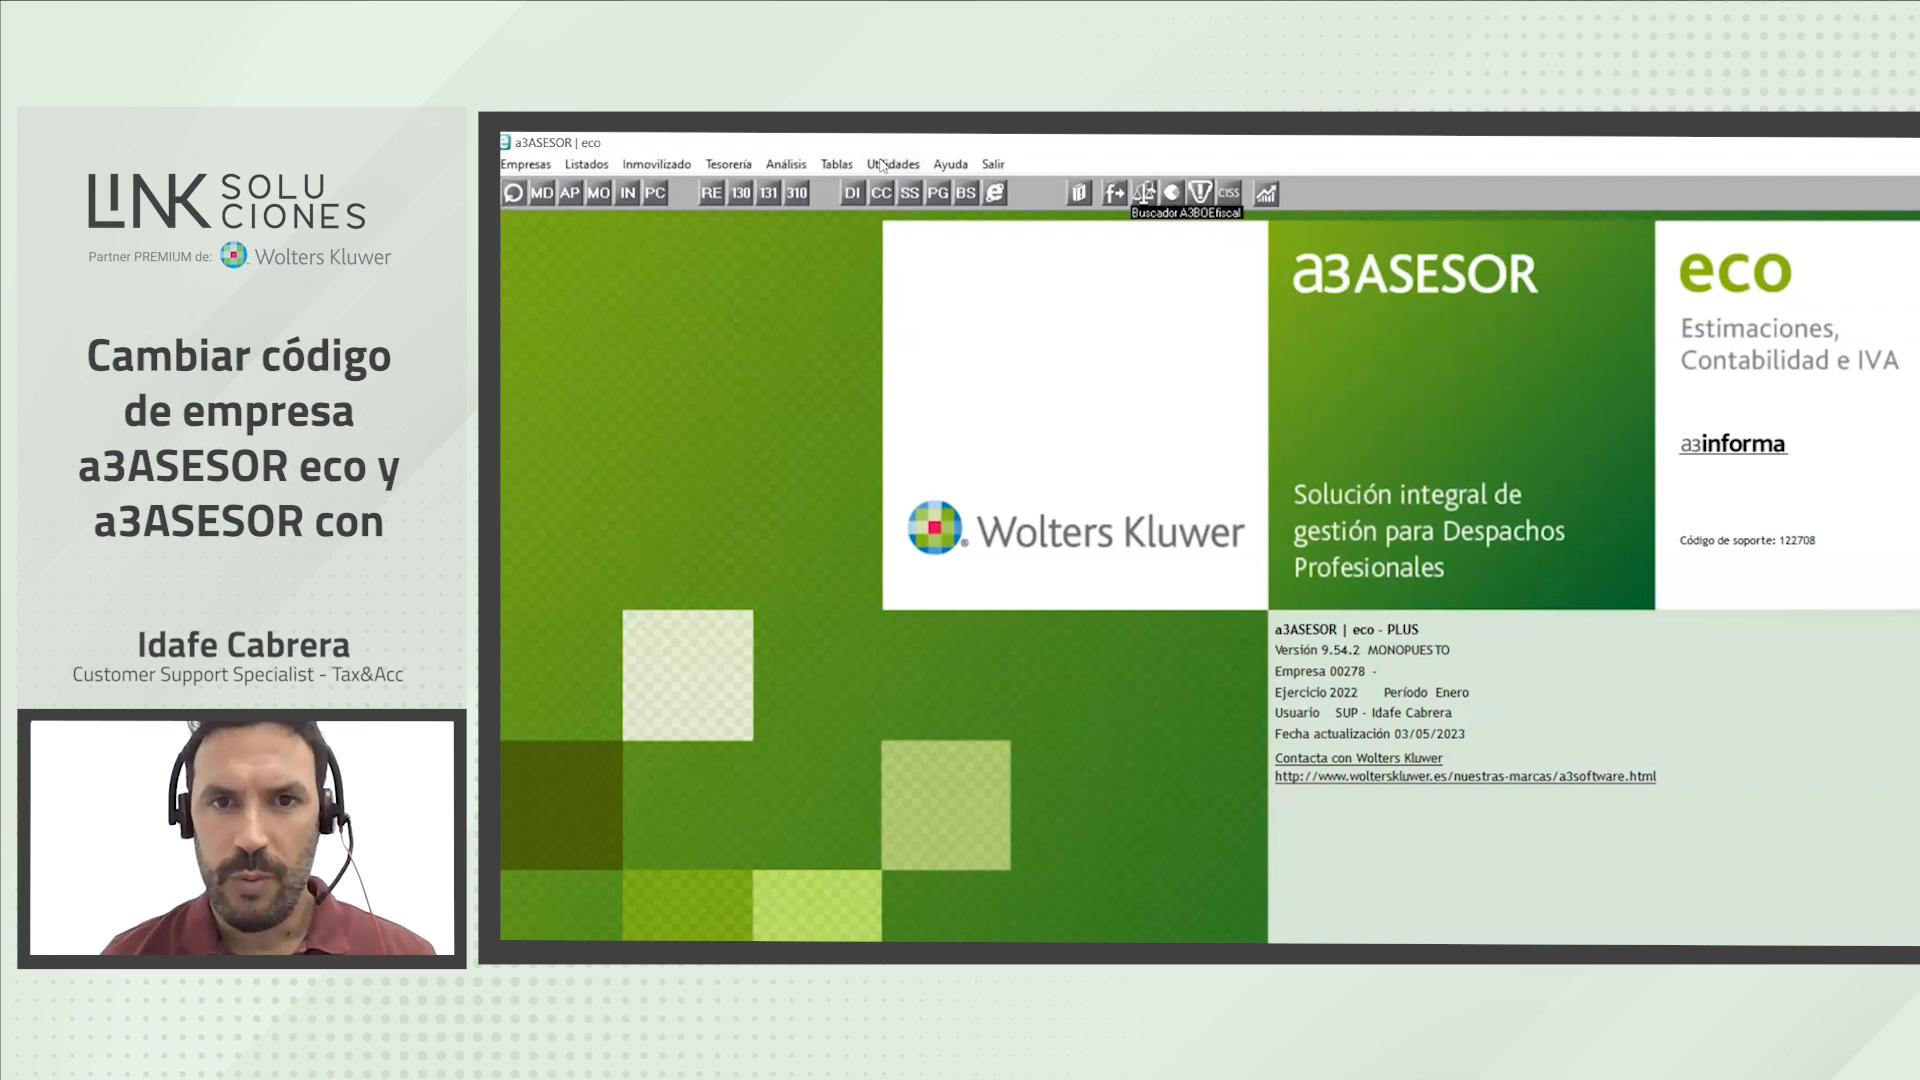 LINK SOLUCIONES
Partner PREMIUM de: Wolters Kluwer
Cambiar código
de empresa
a3ASESOR eco y
a3ASESOR con
Idafe Cabrera
Customer Support Specialist - Tax&Acc
a3ASESOR | eco
Empresas Listados Inmovilizado Tesorería Análisis Tablas Utilidades Ayuda Salir
MD AP MO IN PC RE 130 131 310 DI CC SS PG BS CISS
Buscador A3BOEfiscal
a3ASESOR
eco
Estimaciones,
Contabilidad e IVA
a3informa
Wolters Kluwer
Solución integral de
gestión para Despachos
Profesionales
Código de soporte: 122708
a3ASESOR | eco - PLUS
Versión 9.54.2 MONOPUESTO
Empresa 00278 -
Ejercicio 2022 Período Enero
Usuario SUP - Idafe Cabrera
Fecha actualización 03/05/2023
Contacta con Wolters Kluwer
http://www.wolterskluwer.es/nuestras-marcas/a3software.html